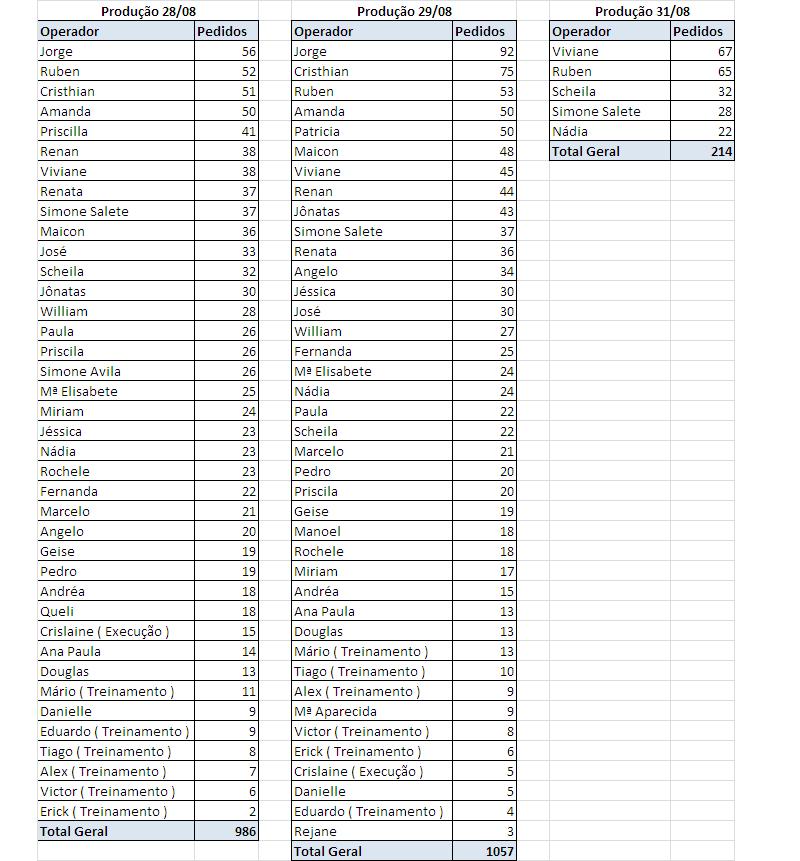 Produção 28/08
Operador Pedidos
Jorge 56
Ruben 52
Cristhian 51
Amanda 50
Priscilla 41
Renan 38
Viviane 38
Renata 37
Simone Salete 37
Maicon 36
José 33
Scheila 32
Jônatas 30
William 28
Paula 26
Priscila 26
Simone Avila 26
Mª Elisabete 25
Miriam 24
Jéssica 23
Nádia 23
Rochele 23
Fernanda 22
Marcelo 21
Angelo 20
Geise 19
Pedro 19
Andréa 18
Queli 18
Crislaine ( Execução ) 15
Ana Paula 14
Douglas 13
Mário ( Treinamento ) 11
Danielle 9
Eduardo ( Treinamento ) 9
Tiago ( Treinamento ) 8
Alex ( Treinamento ) 7
Victor ( Treinamento ) 6
Erick ( Treinamento ) 2
Total Geral 986
Produção 29/08
Operador Pedidos
Jorge 92
Cristhian 75
Ruben 53
Amanda 50
Patricia 50
Maicon 48
Viviane 45
Renan 44
Jônatas 43
Simone Salete 37
Renata 36
Angelo 34
Jéssica 30
José 30
William 27
Fernanda 25
Mª Elisabete 24
Nádia 24
Paula 22
Scheila 22
Marcelo 21
Pedro 20
Priscila 20
Geise 19
Manoel 18
Rochele 18
Miriam 17
Andréa 15
Ana Paula 13
Douglas 13
Mário ( Treinamento ) 13
Tiago ( Treinamento ) 10
Alex ( Treinamento ) 9
Mª Aparecida 9
Victor ( Treinamento ) 8
Erick ( Treinamento ) 6
Crislaine ( Execução ) 5
Danielle 5
Eduardo ( Treinamento ) 4
Rejane 3
Total Geral 1057
Produção 31/08
Operador Pedidos
Viviane 67
Ruben 65
Scheila 32
Simone Salete 28
Nádia 22
Total Geral 214